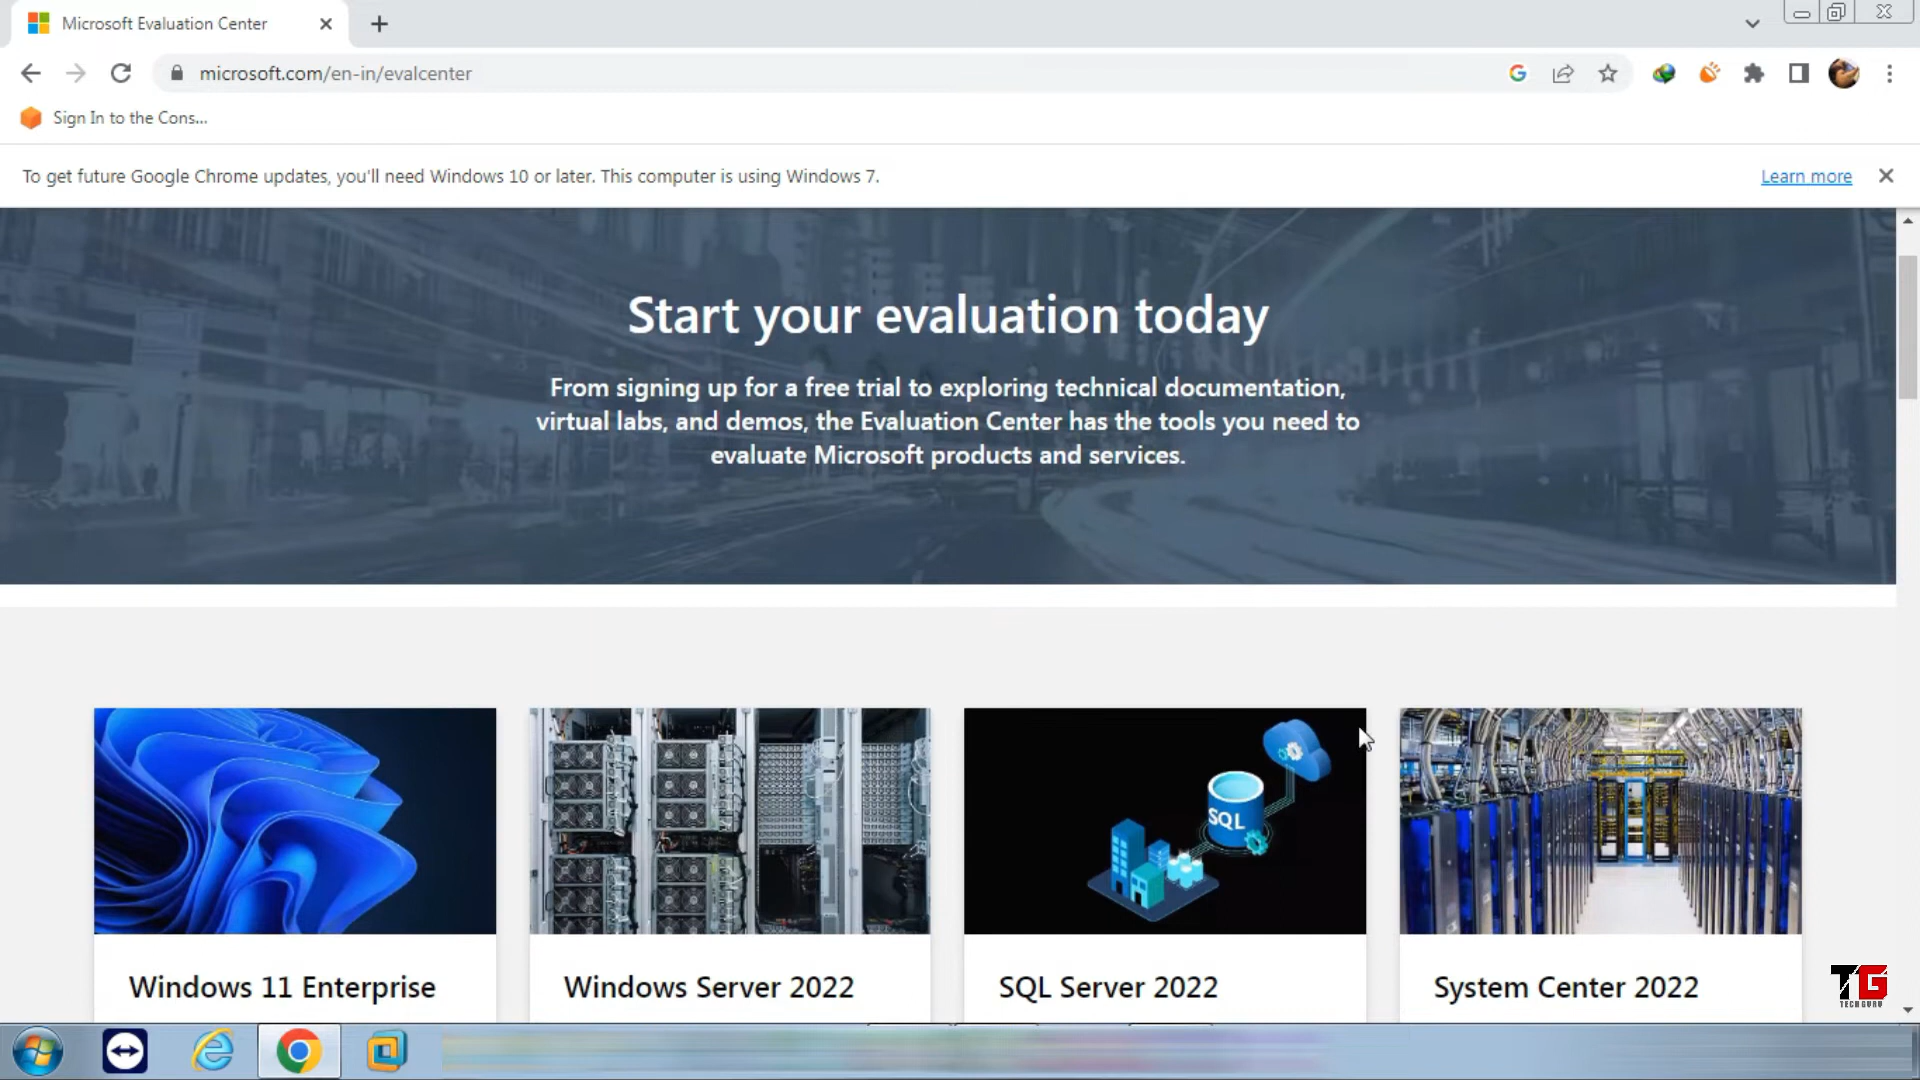 Microsoft Evaluation Center
microsoft.com/en-in/evalcenter
Sign In to the Cons...
To get future Google Chrome updates, you'll need Windows 10 or later. This computer is using Windows 7.
Learn more
Start your evaluation today
From signing up for a free trial to exploring technical documentation,
virtual labs, and demos, the Evaluation Center has the tools you need to
evaluate Microsoft products and services.
SQL
Windows 11 Enterprise
Windows Server 2022
SQL Server 2022
System Center 2022
TG
TECH GURU